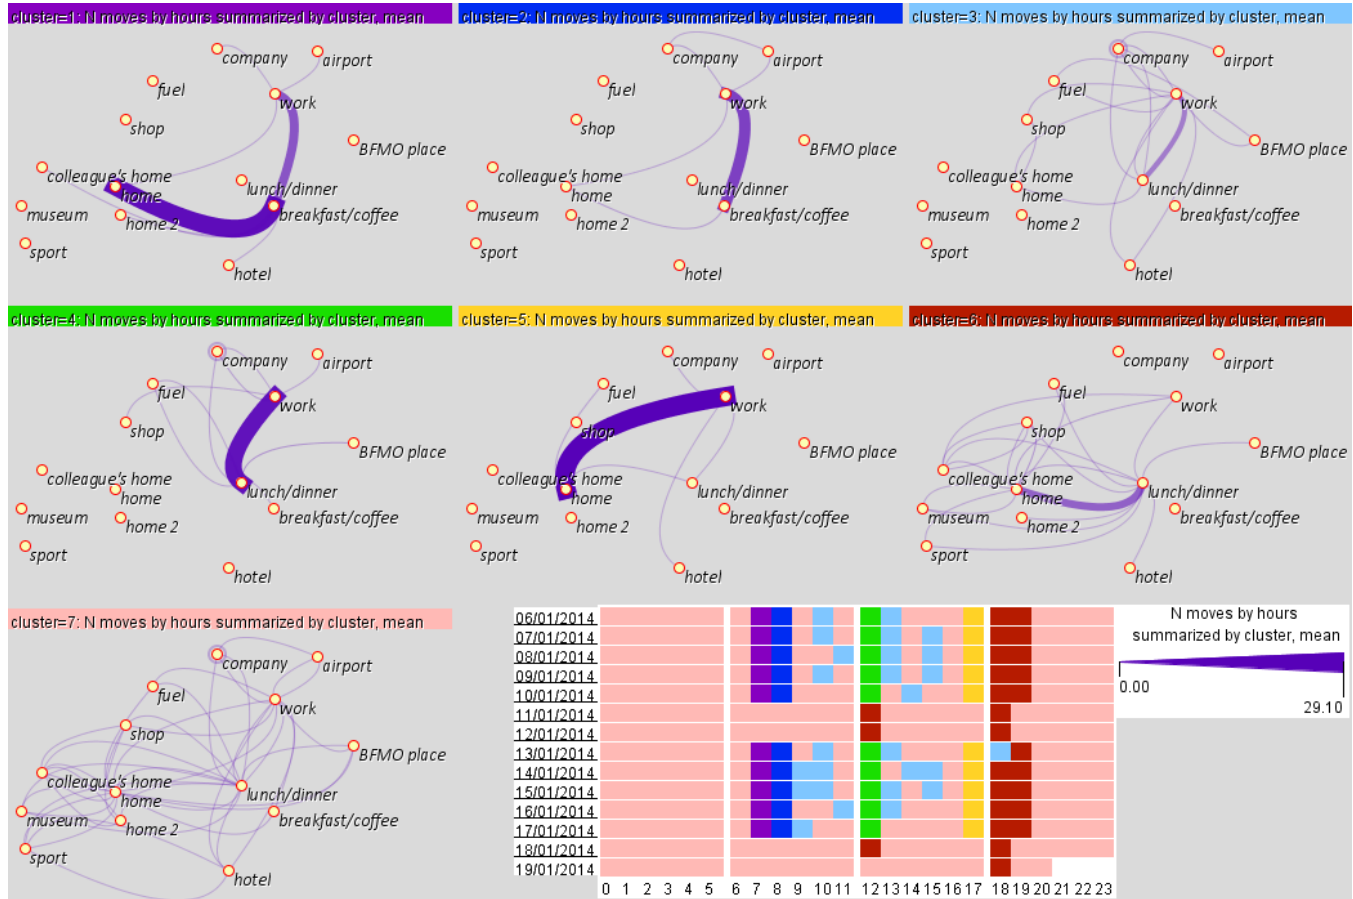 cluster=1: N moves by hours summarized by cluster, mean
company
airport
fuel
work
shop
BFMO place
colleague's home
home
lunch/dinner
museum
home 2
breakfast/coffee
sport
hotel
cluster=2: N moves by hours summarized by cluster, mean
company
airport
fuel
work
shop
BFMO place
colleague's home
home
lunch/dinner
museum
home 2
breakfast/coffee
sport
hotel
cluster=3: N moves by hours summarized by cluster, mean
company
airport
fuel
work
shop
BFMO place
colleague's home
home
lunch/dinner
museum
home 2
breakfast/coffee
sport
hotel
cluster=4: N moves by hours summarized by cluster, mean
company
airport
fuel
work
shop
BFMO place
colleague's home
home
lunch/dinner
museum
home 2
breakfast/coffee
sport
hotel
cluster=5: N moves by hours summarized by cluster, mean
company
airport
fuel
work
shop
BFMO place
colleague's home
home
lunch/dinner
museum
home 2
breakfast/coffee
sport
hotel
cluster=6: N moves by hours summarized by cluster, mean
company
airport
fuel
work
shop
BFMO place
colleague's home
home
lunch/dinner
museum
home 2
breakfast/coffee
sport
hotel
cluster=7: N moves by hours summarized by cluster, mean
company
airport
fuel
work
shop
BFMO place
colleague's home
home
lunch/dinner
museum
home 2
breakfast/coffee
sport
hotel
06/01/2014
07/01/2014
08/01/2014
09/01/2014
10/01/2014
11/01/2014
12/01/2014
13/01/2014
14/01/2014
15/01/2014
16/01/2014
17/01/2014
18/01/2014
19/01/2014
0 1 2 3 4 5 6 7 8 9 10 11 12 13 14 15 16 17 18 19 20 21 22 23
N moves by hours
summarized by cluster, mean
0.00
29.10